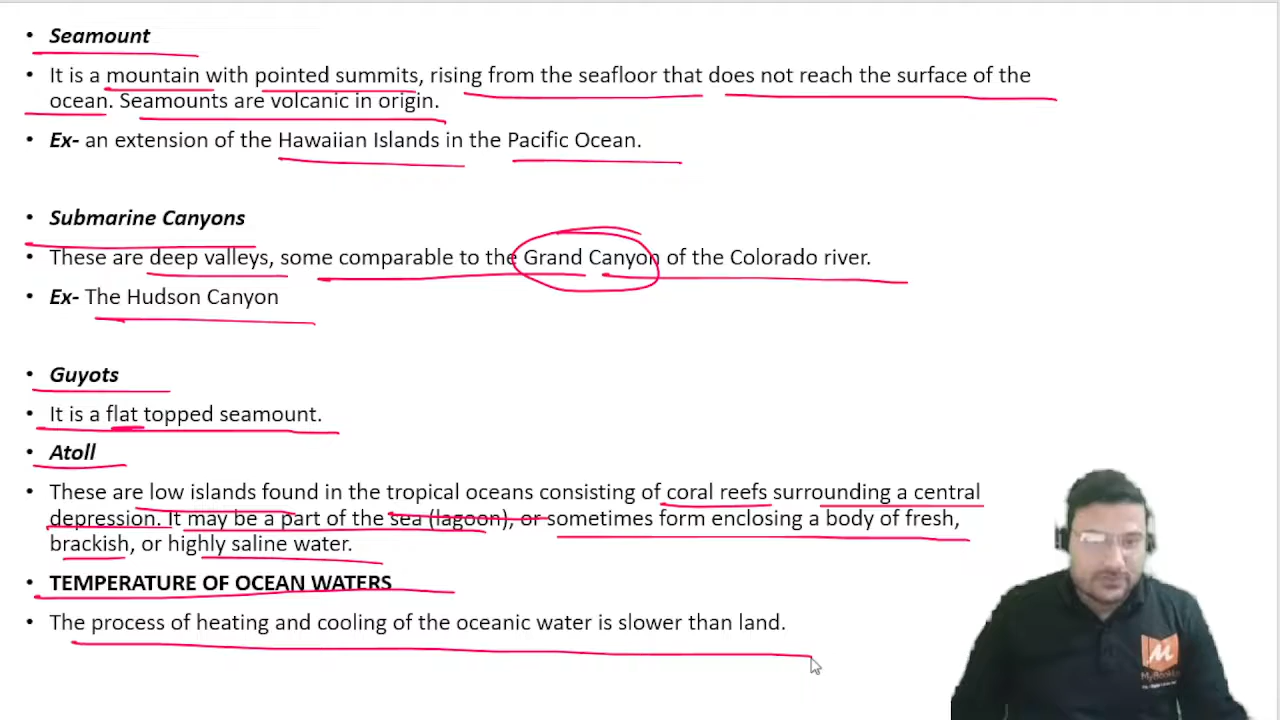 • Seamount
• It is a mountain with pointed summits, rising from the seafloor that does not reach the surface of the
ocean. Seamounts are volcanic in origin.
• Ex- an extension of the Hawaiian Islands in the Pacific Ocean.
• Submarine Canyons
• These are deep valleys, some comparable to the Grand Canyon of the Colorado river.
• Ex- The Hudson Canyon
• Guyots
• It is a flat topped seamount.
• Atoll
• These are low islands found in the tropical oceans consisting of coral reefs surrounding a central
depression. It may be a part of the sea (lagoon), or sometimes form enclosing a body of fresh,
brackish, or highly saline water.
• TEMPERATURE OF OCEAN WATERS
• The process of heating and cooling of the oceanic water is slower than land.